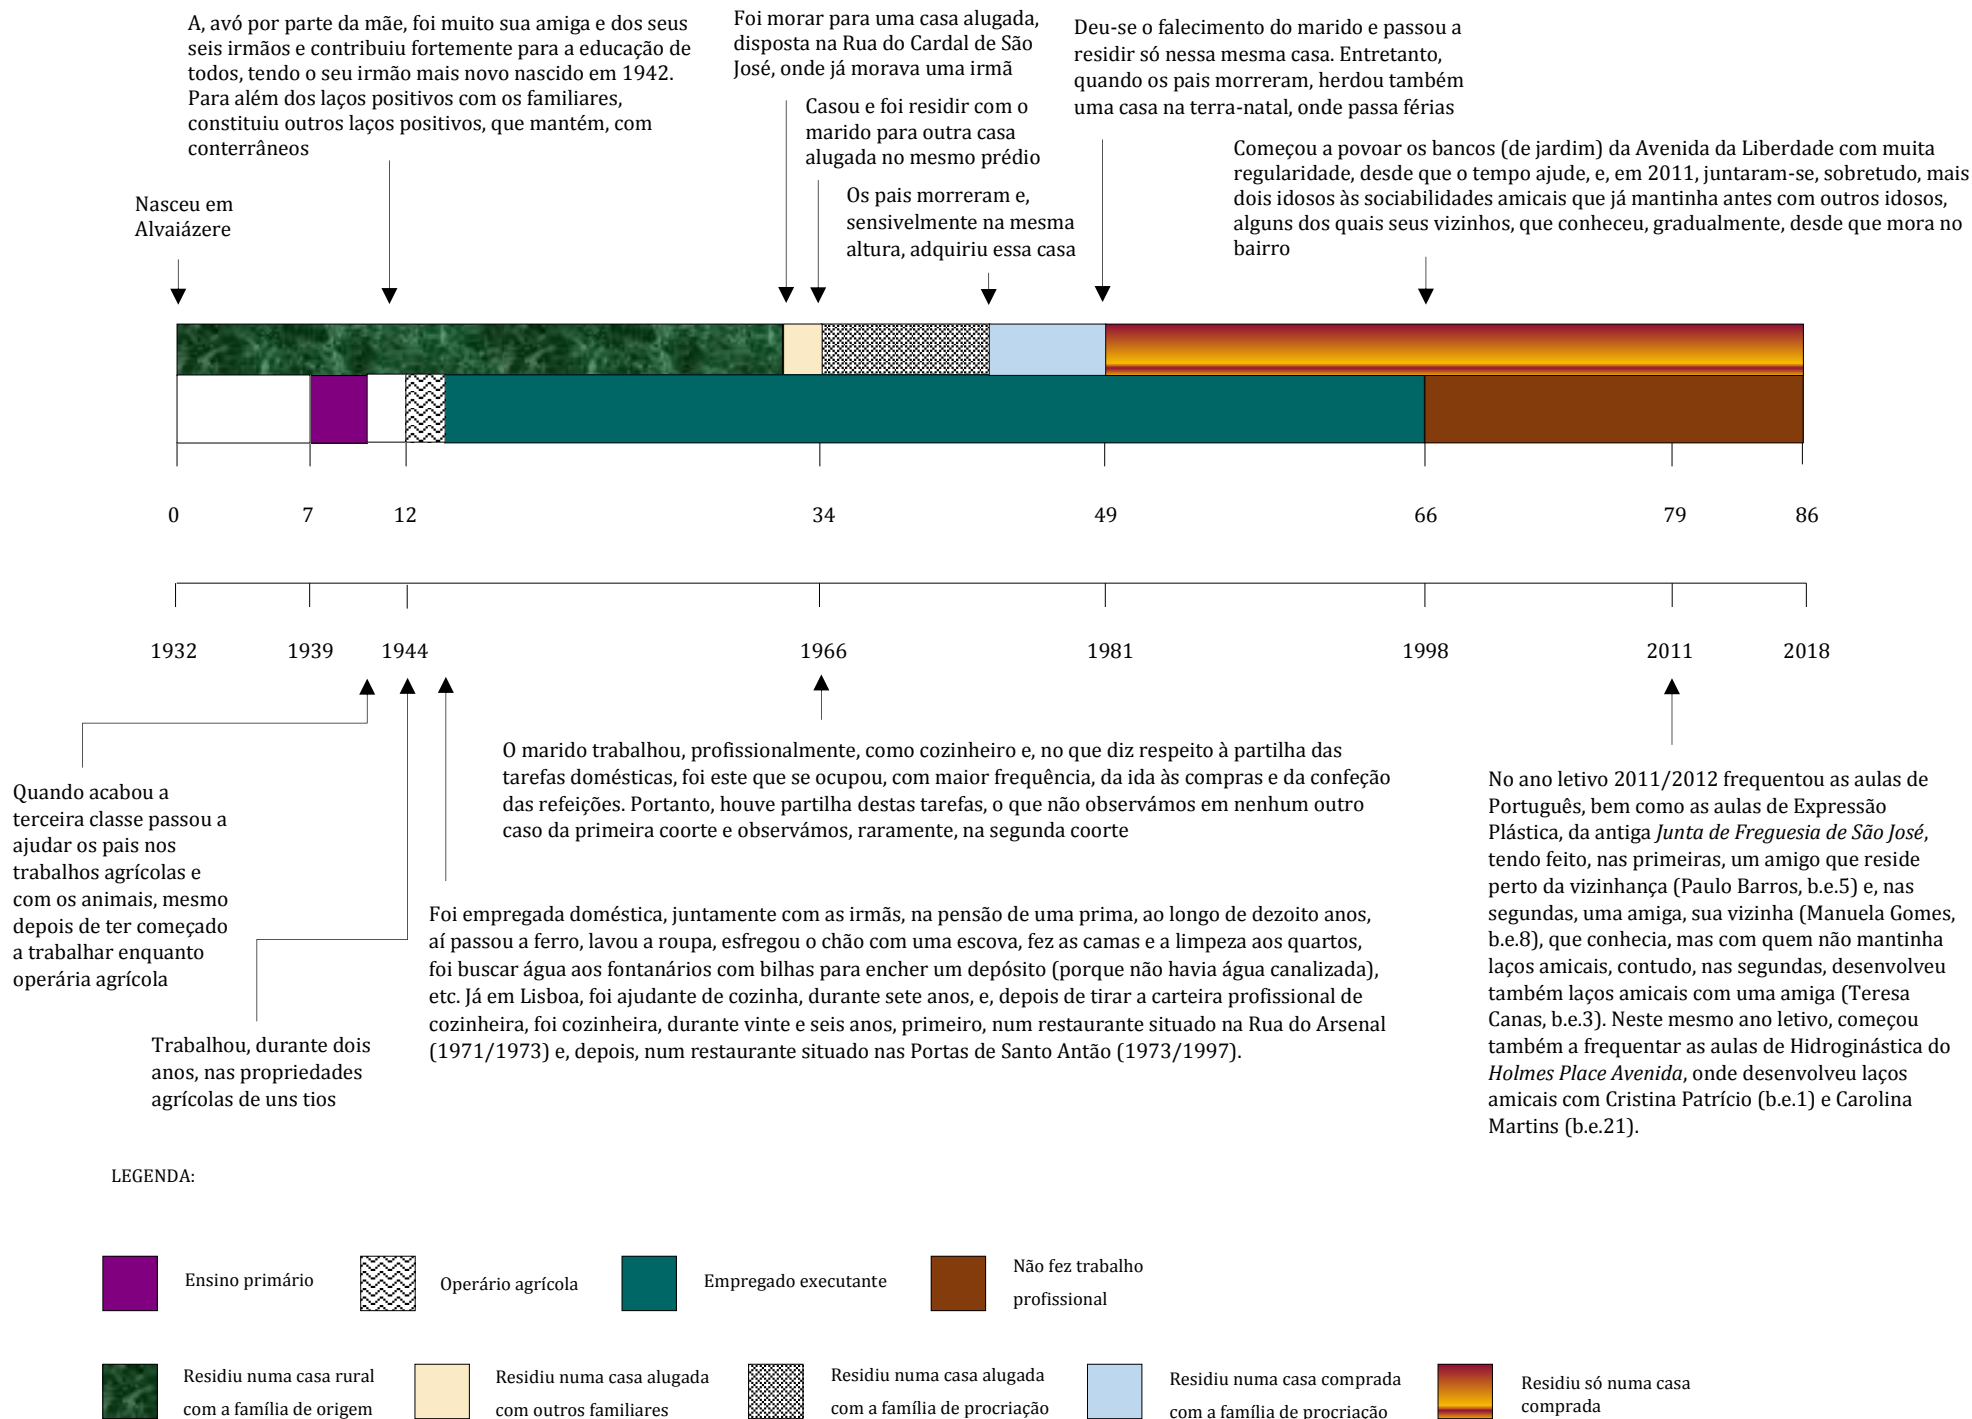 A, avó por parte da mãe, foi muito sua amiga e dos seus
seis irmãos e contribuiu fortemente para a educação de
todos, tendo o seu irmão mais novo nascido em 1942.
Para além dos laços positivos com os familiares,
constituiu outros laços positivos, que mantém, com
conterrâneos
Foi morar para uma casa alugada,
disposta na Rua do Cardal de São
José, onde já morava uma irmã
Deu-se o falecimento do marido e passou a
residir só nessa mesma casa. Entretanto,
quando os pais morreram, herdou também
uma casa na terra-natal, onde passa férias
Casou e foi residir com o
marido para outra casa
alugada no mesmo prédio
Começou a povoar os bancos (de jardim) da Avenida da Liberdade com muita
regularidade, desde que o tempo ajude, e, em 2011, juntaram-se, sobretudo, mais
dois idosos às sociabilidades amicais que já mantinha antes com outros idosos,
alguns dos quais seus vizinhos, que conheceu, gradualmente, desde que mora no
bairro
Nasceu em
Alvaiázere
Os pais morreram e,
sensivelmente na mesma
altura, adquiriu essa casa
0 7 12 34 49 66 79 86
1932 1939 1944 1966 1981 1998 2011 2018
Quando acabou a
terceira classe passou a
ajudar os pais nos
trabalhos agrícolas e
com os animais, mesmo
depois de ter começado
a trabalhar enquanto
operária agrícola
Trabalhou, durante dois
anos, nas propriedades
agrícolas de uns tios
O marido trabalhou, profissionalmente, como cozinheiro e, no que diz respeito à partilha das
tarefas domésticas, foi este que se ocupou, com maior frequência, da ida às compras e da confeção
das refeições. Portanto, houve partilha destas tarefas, o que não observámos em nenhum outro
caso da primeira coorte e observámos, raramente, na segunda coorte
Foi empregada doméstica, juntamente com as irmãs, na pensão de uma prima, ao longo de dezoito anos,
aí passou a ferro, lavou a roupa, esfregou o chão com uma escova, fez as camas e a limpeza aos quartos,
foi buscar água aos fontanários com bilhas para encher um depósito (porque não havia água canalizada),
etc. Já em Lisboa, foi ajudante de cozinha, durante sete anos, e, depois de tirar a carteira profissional de
cozinheira, foi cozinheira, durante vinte e seis anos, primeiro, num restaurante situado na Rua do Arsenal
(1971/1973) e, depois, num restaurante situado nas Portas de Santo Antão (1973/1997).
No ano letivo 2011/2012 frequentou as aulas de
Português, bem como as aulas de Expressão
Plástica, da antiga Junta de Freguesia de São José,
tendo feito, nas primeiras, um amigo que reside
perto da vizinhança (Paulo Barros, b.e.5) e, nas
segundas, uma amiga, sua vizinha (Manuela Gomes,
b.e.8), que conhecia, mas com quem não mantinha
laços amicais, contudo, nas segundas, desenvolveu
também laços amicais com uma amiga (Teresa
Canas, b.e.3). Neste mesmo ano letivo, começou
também a frequentar as aulas de Hidroginástica do
Holmes Place Avenida, onde desenvolveu laços
amicais com Cristina Patrício (b.e.1) e Carolina
Martins (b.e.21).
LEGENDA:
Ensino primário
Operário agrícola
Empregado executante
Não fez trabalho
profissional
Residiu numa casa rural
com a família de origem
Residiu numa casa alugada
com outros familiares
Residiu numa casa alugada
com a família de procriação
Residiu numa casa comprada
com a família de procriação
Residiu só numa casa
comprada